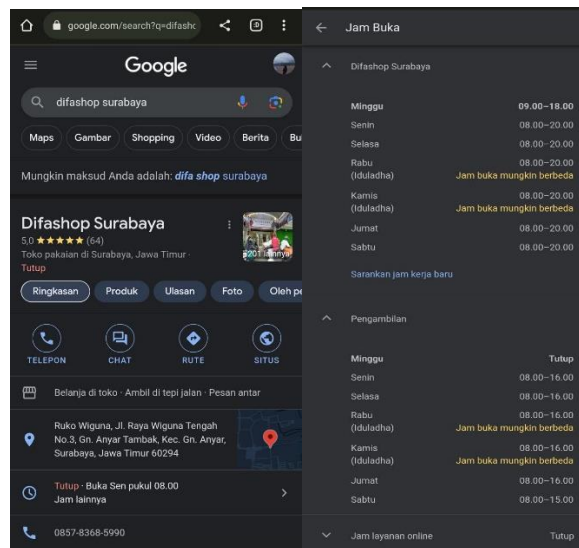 google.com/search?q=difasho
:D
Google
difashop surabaya
Maps
Gambar
Shopping
Video
Berita
Bu
Mungkin maksud Anda adalah: difa shop surabaya
Difashop Surabaya
5,0 ★★★★★ (64)
Toko pakaian di Surabaya, Jawa Timur ·
Tutup
201 lainnya
Ringkasan
Produk
Ulasan
Foto
Oleh pe
TELEPON
CHAT
RUTE
SITUS
Belanja di toko · Ambil di tepi jalan · Pesan antar
Ruko Wiguna, Jl. Raya Wiguna Tengah
No.3, Gn. Anyar Tambak, Kec. Gn. Anyar,
Surabaya, Jawa Timur 60294
Tutup · Buka Sen pukul 08.00
Jam lainnya
0857-8368-5990
Jam Buka
Difashop Surabaya
Minggu 09.00–18.00
Senin 08.00–20.00
Selasa 08.00–20.00
Rabu 08.00–20.00
(Iduladha) Jam buka mungkin berbeda
Kamis 08.00–20.00
(Iduladha) Jam buka mungkin berbeda
Jumat 08.00–20.00
Sabtu 08.00–20.00
Sarankan jam kerja baru
Pengambilan
Minggu Tutup
Senin 08.00–16.00
Selasa 08.00–16.00
Rabu 08.00–16.00
(Iduladha) Jam buka mungkin berbeda
Kamis 08.00–16.00
(Iduladha) Jam buka mungkin berbeda
Jumat 08.00–16.00
Sabtu 08.00–15.00
Jam layanan online Tutup